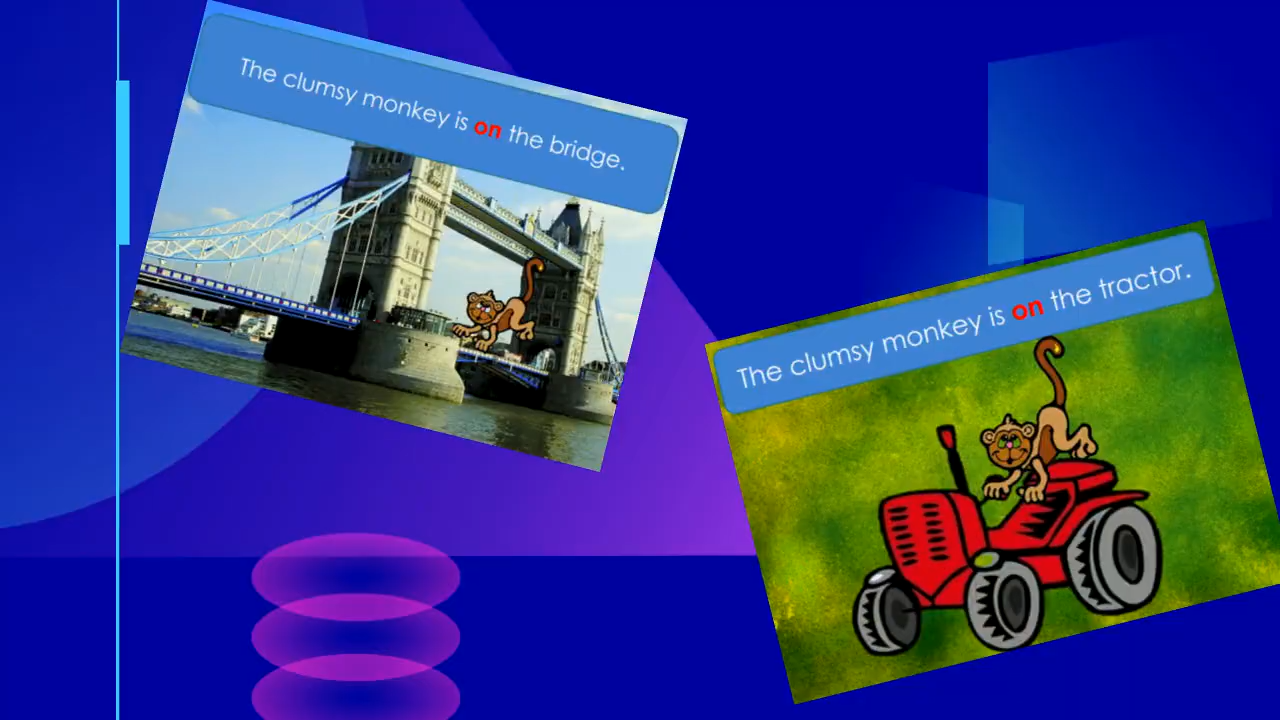 The clumsy monkey is on the bridge.
The clumsy monkey is on the tractor.